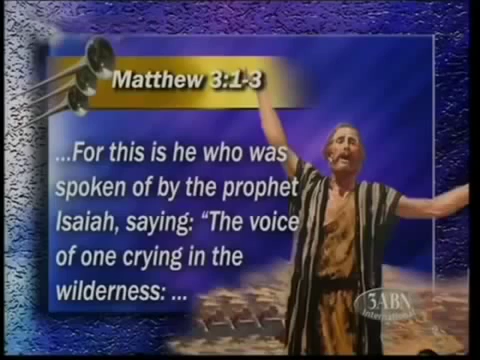 Matthew 3:1-3
...For this is he who was
spoken of by the prophet
Isaiah, saying: “The voice
of one crying in the
wilderness: ...
3ABN
International